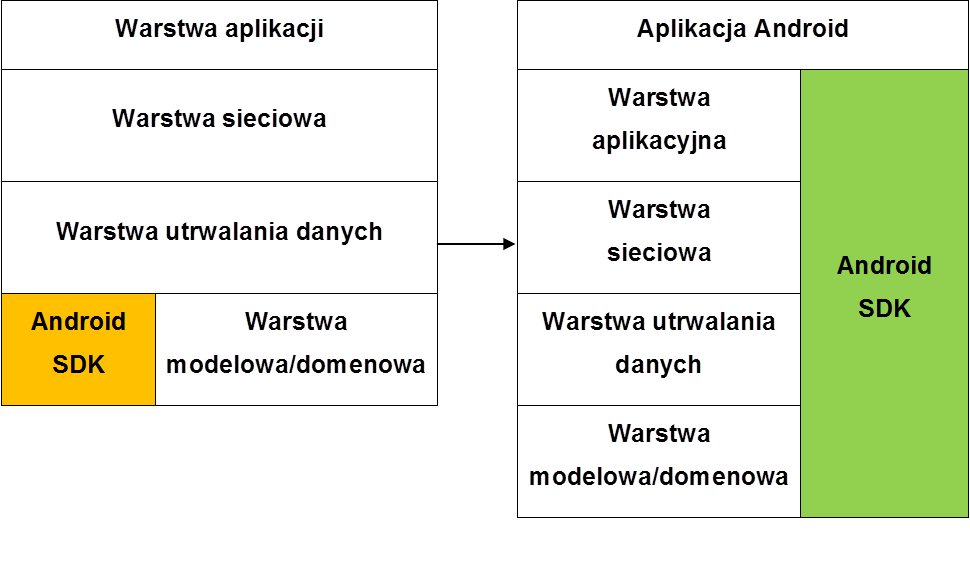 Warstwa aplikacji
Warstwa sieciowa
Warstwa utrwalania danych
Android
SDK
Warstwa
modelowa/domenowa
Aplikacja Android
Warstwa
aplikacyjna
Warstwa
sieciowa
Warstwa utrwalania
danych
Warstwa
modelowa/domenowa
Android
SDK